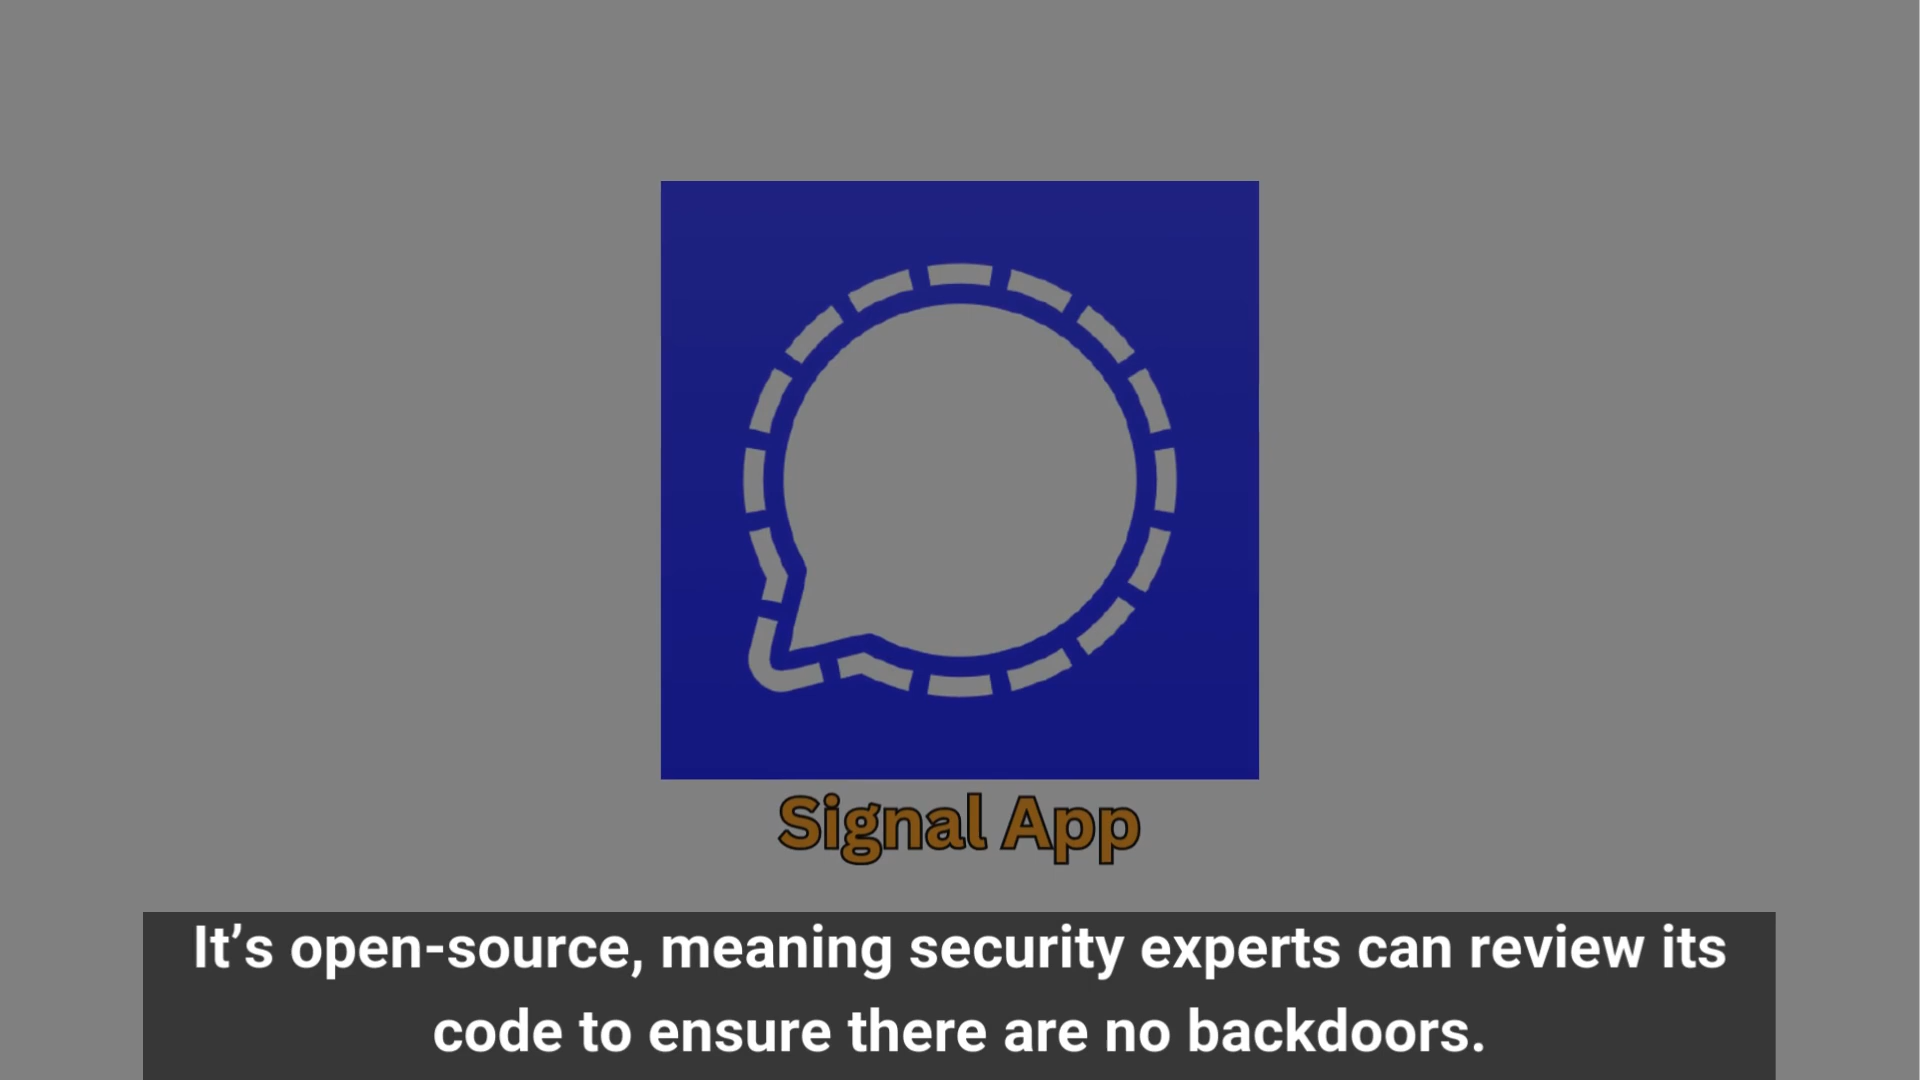 Signal App
It’s open-source, meaning security experts can review its
code to ensure there are no backdoors.